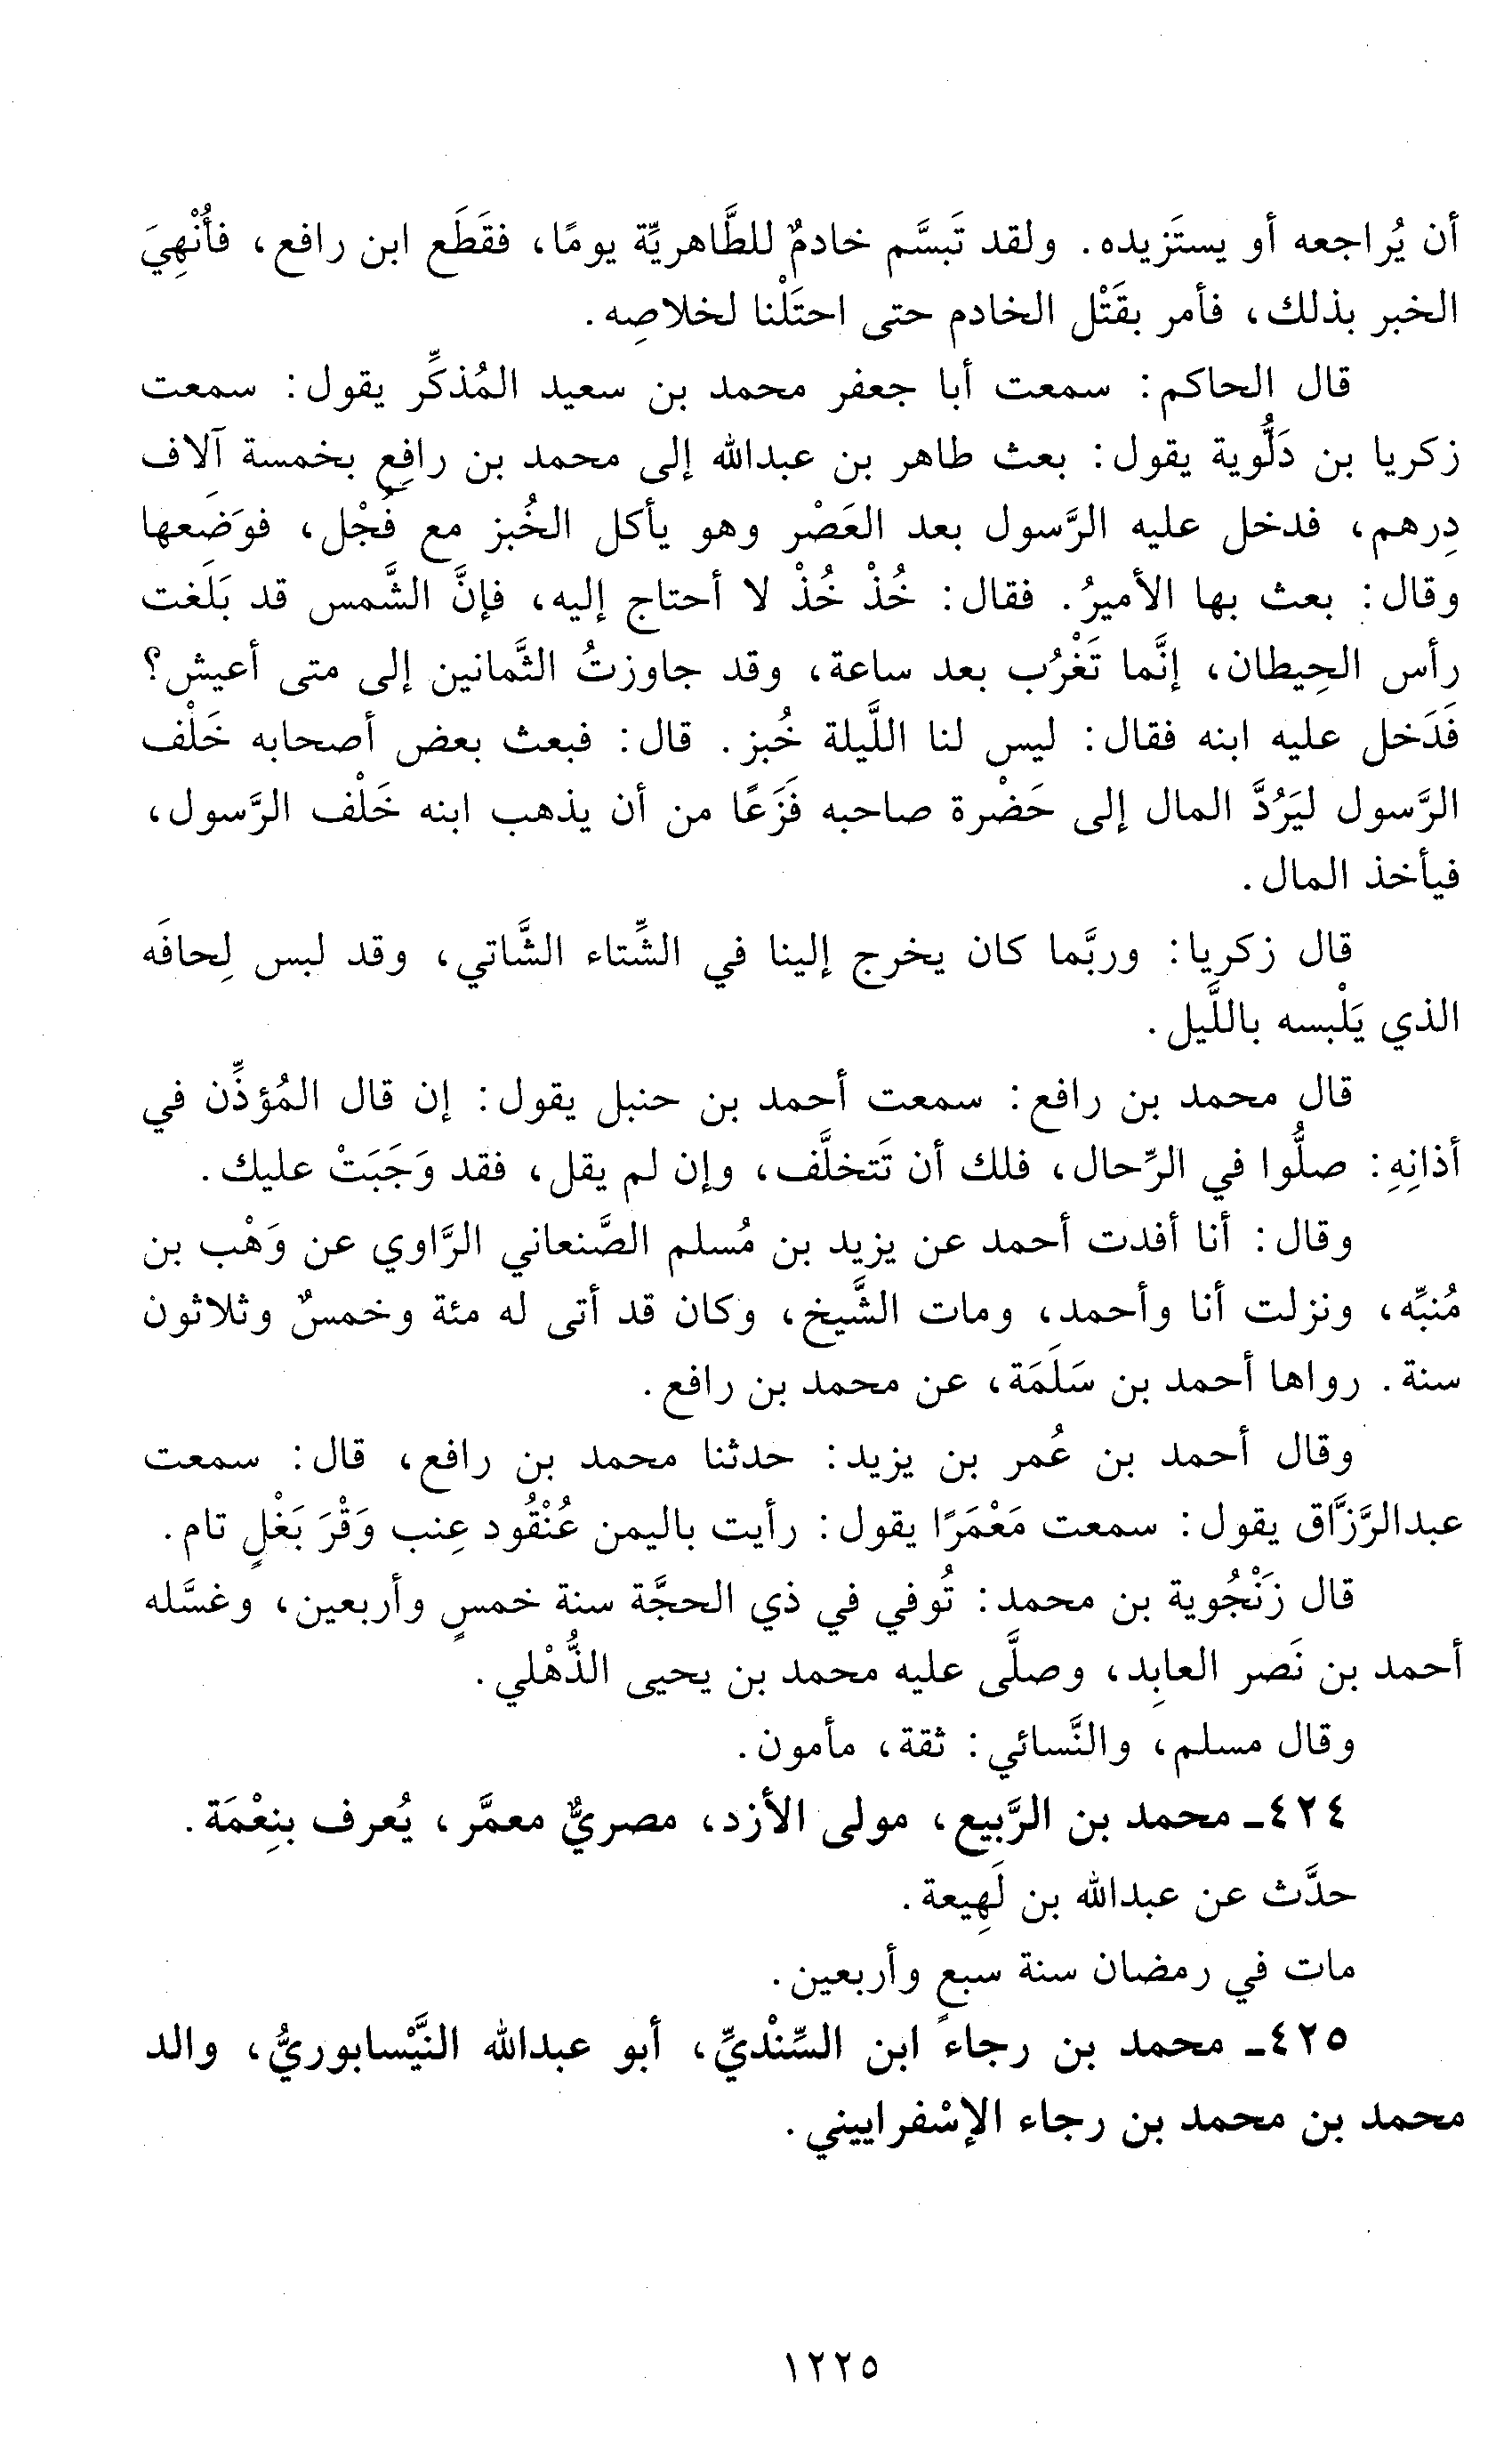 أن يُراجعه أو يستَزيده. ولقد تَبسَّم خادمٌ للطَّاهريِّة يومًا، فقَطَع ابن رافع، فأُنْهِيَ
الخبر بذلك، فأمر بقَتْل الخادم حتى احتَلْنا لخلاصِه.
قال الحاكم: سمعت أبا جعفر محمد بن سعيد المُذكِّر يقول: سمعت
زكريا بن دَلُّوية يقول: بعث طاهر بن عبدالله إلى محمد بن رافِع بخمسة آلاف
دِرهم، فدخل عليه الرَّسول بعد العَصْر وهو يأكل الخُبز مع فُجْل، فوَضَعها
وقال: بعث بها الأميرُ. فقال: خُذْ خُذْ لا أحتاج إليه، فإنَّ الشَّمس قد بَلَغت
رأس الحِيطان، إنَّما تَغْرُب بعد ساعة، وقد جاوزتُ الثَّمانين إلى متى أعيش؟
فَدَخل عليه ابنه فقال: ليس لنا اللَّيلة خُبز. قال: فبعث بعض أصحابه خَلْف
الرَّسول ليَرُدَّ المال إلى حَضْرة صاحبه فَزَعًا من أن يذهب ابنه خَلْف الرَّسول،
فيأخذ المال.
قال زكريا: وربَّما كان يخرج إلينا في الشِّتاء الشَّاتي، وقد لبس لِحافَه
الذي يَلْبسه باللَّيل.
قال محمد بن رافع: سمعت أحمد بن حنبل يقول: إن قال المُؤذِّن في
أذانِهِ: صلُّوا في الرِّحال، فلك أن تَتخلَّف، وإن لم يقل، فقد وَجَبَتْ عليك.
وقال: أنا أفدت أحمد عن يزيد بن مُسلم الصَّنعاني الرَّاوي عن وَهْب بن
مُنبِّه، ونزلت أنا وأحمد، ومات الشَّيخ، وكان قد أتى له مئة وخمسٌ وثلاثون
سنة. رواها أحمد بن سَلَمَة، عن محمد بن رافع.
وقال أحمد بن عُمر بن يزيد: حدثنا محمد بن رافع، قال: سمعت
عبدالرَّزَّاق يقول: سمعت مَعْمَرًا يقول: رأيت باليمن عُنْقُود عِنب وَقْرَ بَغْلٍ تام.
قال زَنْجُوية بن محمد: تُوفي في ذي الحجَّة سنة خمسٍ وأربعين، وغسَّله
أحمد بن نَصر العابِد، وصلَّى عليه محمد بن يحيى الذُّهْلي.
وقال مسلم، والنَّسائي: ثقة، مأمون.
٤٢٤ـ محمد بن الرَّبيع، مولى الأزد، مصريٌّ معمَّر، يُعرف بنِعْمَة.
حدَّث عن عبدالله بن لَهِيعة.
مات في رمضان سنة سبعٍ وأربعين.
٤٢٥ـ محمد بن رجاء ابن السِّنْديِّ، أبو عبدالله النَّيْسابوريُّ، والد
محمد بن محمد بن رجاء الإسْفراييني.
١٢٢٥